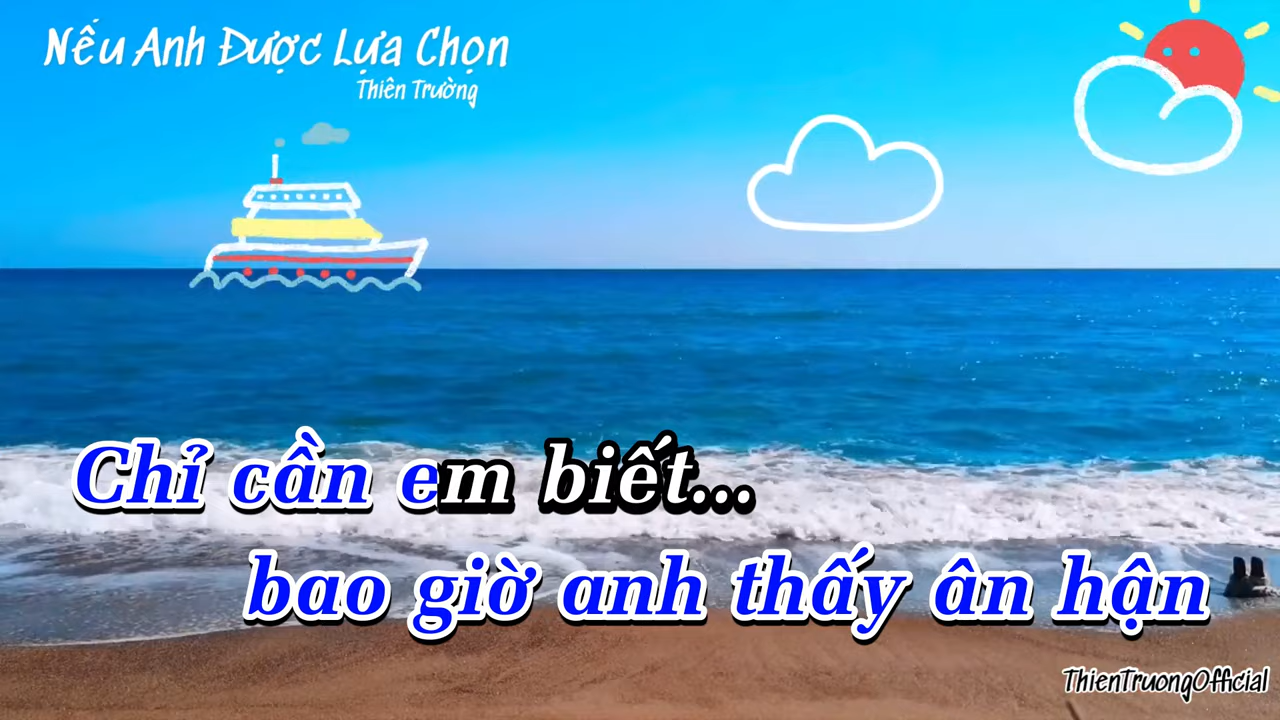 Nếu Anh Được Lựa Chọn
Thiên Trường
Chỉ cần em biết...
bao giờ anh thấy ân hận
ThienTruongOfficial